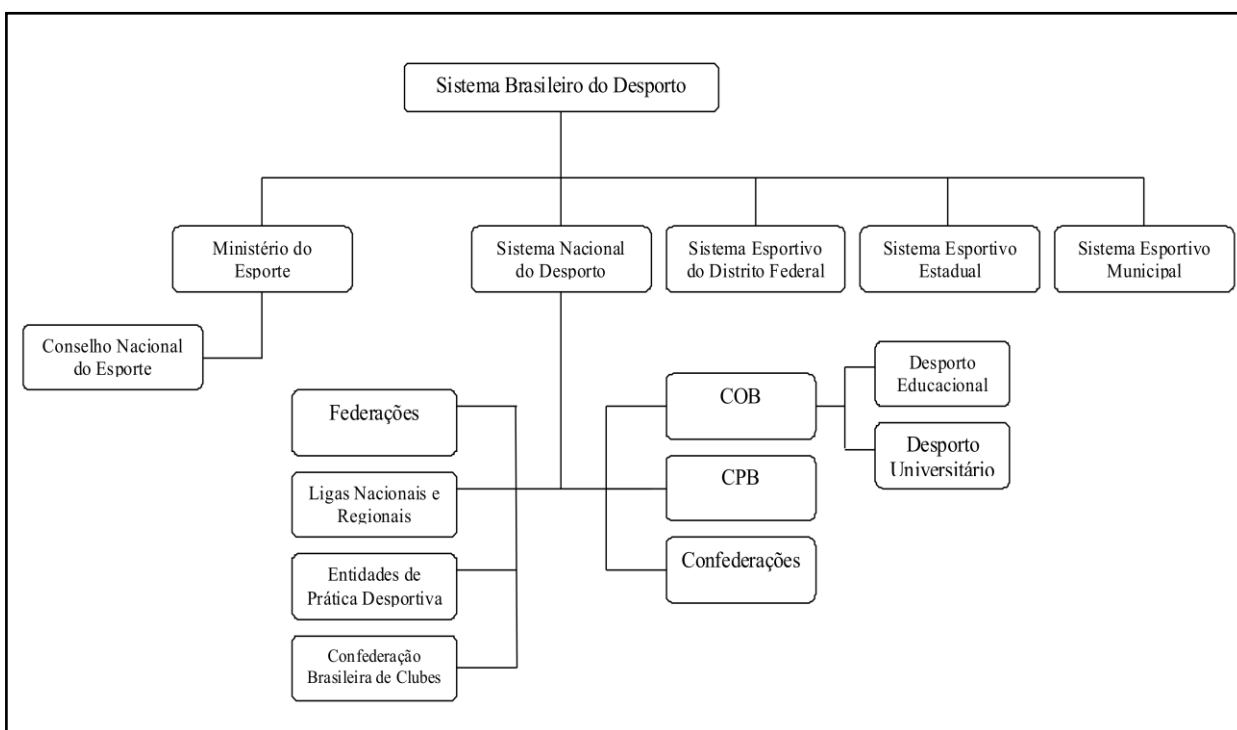 Sistema Brasileiro do Desporto
Ministério do
Esporte
Sistema Nacional
do Desporto
Sistema Esportivo
do Distrito Federal
Sistema Esportivo
Estadual
Sistema Esportivo
Municipal
Conselho Nacional
do Esporte
Federações
Ligas Nacionais e
Regionais
Entidades de
Prática Desportiva
Confederação
Brasileira de Clubes
COB
CPB
Confederações
Desporto
Educacional
Desporto
Universitário